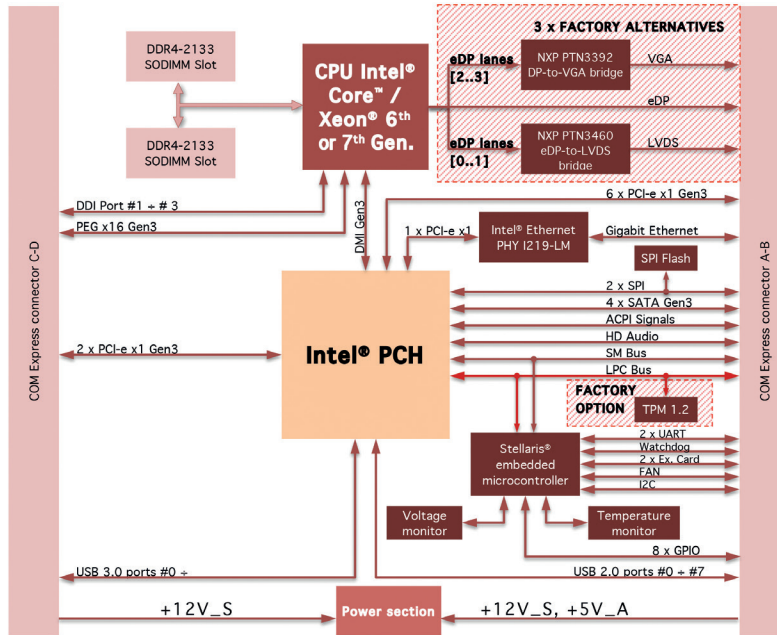 3 x FACTORY ALTERNATIVES
DDR4-2133
SODIMM Slot
CPU Intel®
Core™ /
Xeon® 6th
or 7th Gen.
eDP lanes
[2..3]
NXP PTN3392
DP-to-VGA bridge
VGA
eDP
DDR4-2133
SODIMM Slot
eDP lanes
[0..1]
NXP PTN3460
eDP-to-LVDS
bridge
LVDS
COM Express connector C-D
COM Express connector A-B
DDI Port #1 ÷ # 3
6 x PCI-e x1 Gen3
PEG x16 Gen3
DMI Gen3
1 x PCI-e x1
Intel® Ethernet
PHY I219-LM
Gigabit Ethernet
SPI Flash
2 x SPI
4 x SATA Gen3
ACPI Signals
HD Audio
2 x PCI-e x1 Gen3
Intel® PCH
SM Bus
LPC Bus
FACTORY
OPTION
TPM 1.2
Stellaris®
embedded
microcontroller
2 x UART
Watchdog
2 x Ex. Card
FAN
I2C
Voltage
monitor
Temperature
monitor
8 x GPIO
USB 3.0 ports #0 ÷
USB 2.0 ports #0 ÷ #7
+12V_S
Power section
+12V_S, +5V_A